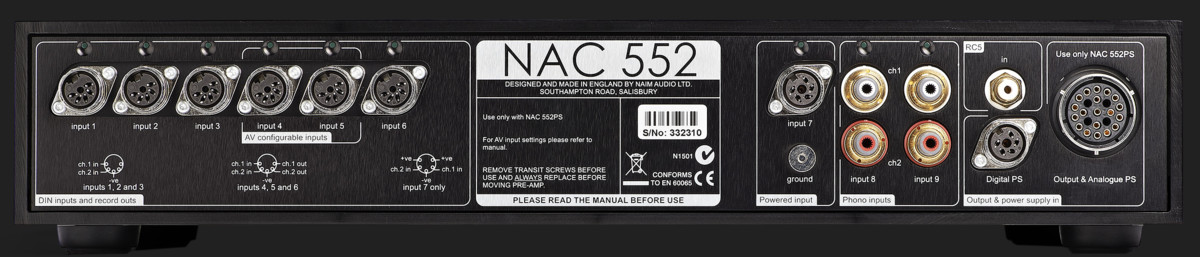 input 1
input 2
input 3
input 4
input 5
input 6
AV configurable inputs
ch.1 in
ch.2 in
-ve
inputs 1, 2 and 3
ch.1 in
ch.2 in
ch.1 out
ch.2 out
-ve
inputs 4, 5 and 6
+ve
ch.2 in
+ve
ch.1 in
-ve
input 7 only
DIN inputs and record outs
NAC 552
DESIGNED AND MADE IN ENGLAND BY NAIM AUDIO LTD.
SOUTHAMPTON ROAD, SALISBURY
Use only with NAC 552PS
For AV input settings please refer to
manual.
REMOVE TRANSIT SCREWS BEFORE
USE AND ALWAYS REPLACE BEFORE
MOVING PRE-AMP.
S/No: 332310
N1501
CONFORMS
TO EN 60065
CE
PLEASE READ THE MANUAL BEFORE USE
input 7
ground
Powered input
ch1
ch2
input 8
input 9
Phono inputs
RC5
in
Digital PS
Use only NAC 552PS
Output & Analogue PS
Output & power supply in